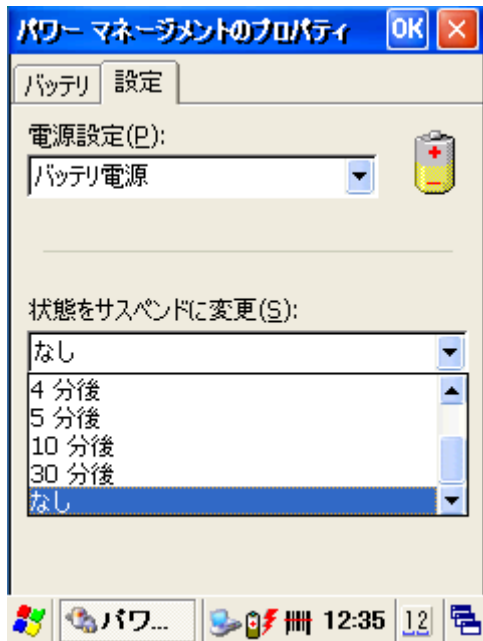 パワー マネージメントのプロパティ OK
バッテリ 設定
電源設定(P):
バッテリ電源
状態をサスペンドに変更(S):
なし
4 分後
5 分後
10 分後
30 分後
なし
パワ... 12:35 12